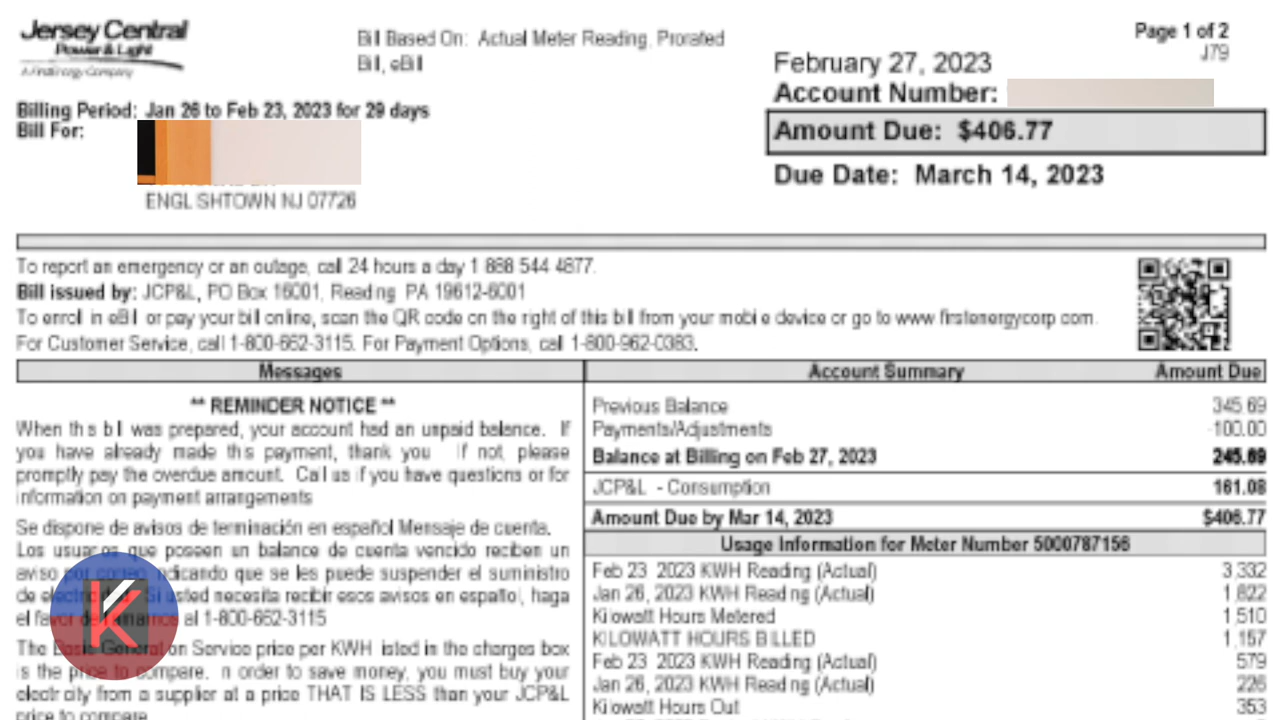 Jersey Central
Power & Light
A FirstEnergy Company
Bill Based On: Actual Meter Reading, Prorated
Bill, eBill
Page 1 of 2
J79
February 27, 2023
Account Number:
Amount Due: $406.77
Due Date: March 14, 2023
Billing Period: Jan 26 to Feb 23, 2023 for 29 days
Bill For:
ENGL SHTOWN NJ 07726
To report an emergency or an outage, call 24 hours a day 1 888 544 4877.
Bill issued by: JCP&L, PO Box 16001, Reading PA 19612-6001
To enroll in eBill or pay your bill online, scan the QR code on the right of this bill from your mobile device or go to www firstenergycorp com.
For Customer Service, call 1-800-662-3115. For Payment Options, call 1-800-962-0383.
Messages
** REMINDER NOTICE **
When this bill was prepared, your account had an unpaid balance. If
you have already made this payment, thank you If not, please
promptly pay the overdue amount. Call us if you have questions or for
information on payment arrangements
Se dispone de avisos de terminación en español Mensaje de cuenta.
Los usuarios que poseen un balance de cuenta vencido reciben un
aviso por correo indicando que se les puede suspender el suministro
de electricidad. Si usted necesita recibir esos avisos en español, haga
el favor de llamarnos al 1-800-662-3115
The Basic Generation Service price per KWH listed in the charges box
is the price to compare. In order to save money, you must buy your
electricity from a supplier at a price THAT IS LESS than your JCP&L
price to compare
Account Summary Amount Due
Previous Balance 345.69
Payments/Adjustments -100.00
Balance at Billing on Feb 27, 2023 245.69
JCP&L - Consumption 161.08
Amount Due by Mar 14, 2023 $406.77
Usage Information for Meter Number 5000787156
Feb 23 2023 KWH Reading (Actual) 3,332
Jan 26, 2023 KWH Reading (Actual) 1,822
Kilowatt Hours Metered 1,510
KILOWATT HOURS BILLED 1,157
Feb 23 2023 KWH Reading (Actual) 579
Jan 26, 2023 KWH Reading (Actual) 226
Kilowatt Hours Out 353